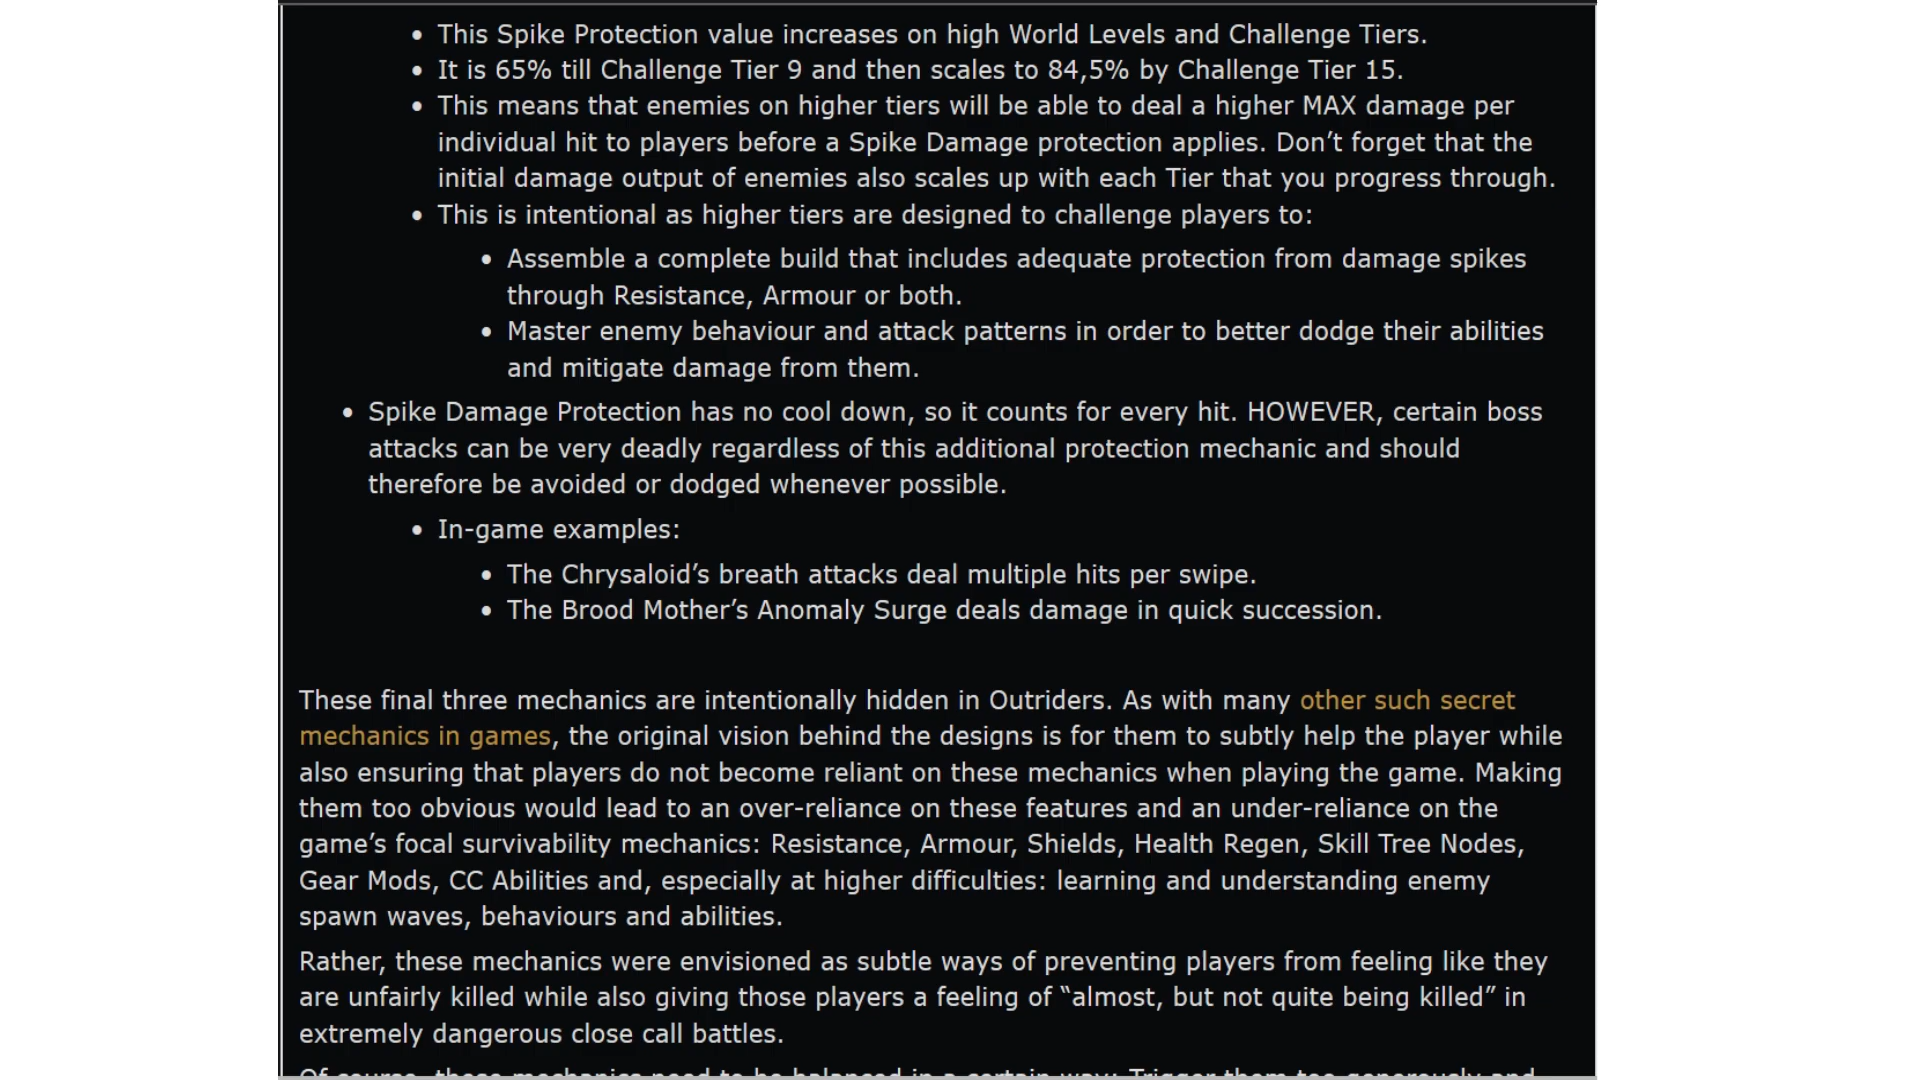 • This Spike Protection value increases on high World Levels and Challenge Tiers.
• It is 65% till Challenge Tier 9 and then scales to 84,5% by Challenge Tier 15.
• This means that enemies on higher tiers will be able to deal a higher MAX damage per
individual hit to players before a Spike Damage protection applies. Don’t forget that the
initial damage output of enemies also scales up with each Tier that you progress through.
• This is intentional as higher tiers are designed to challenge players to:
• Assemble a complete build that includes adequate protection from damage spikes
through Resistance, Armour or both.
• Master enemy behaviour and attack patterns in order to better dodge their abilities
and mitigate damage from them.
• Spike Damage Protection has no cool down, so it counts for every hit. HOWEVER, certain boss
attacks can be very deadly regardless of this additional protection mechanic and should
therefore be avoided or dodged whenever possible.
• In-game examples:
• The Chrysaloid’s breath attacks deal multiple hits per swipe.
• The Brood Mother’s Anomaly Surge deals damage in quick succession.
These final three mechanics are intentionally hidden in Outriders. As with many other such secret
mechanics in games, the original vision behind the designs is for them to subtly help the player while
also ensuring that players do not become reliant on these mechanics when playing the game. Making
them too obvious would lead to an over-reliance on these features and an under-reliance on the
game’s focal survivability mechanics: Resistance, Armour, Shields, Health Regen, Skill Tree Nodes,
Gear Mods, CC Abilities and, especially at higher difficulties: learning and understanding enemy
spawn waves, behaviours and abilities.
Rather, these mechanics were envisioned as subtle ways of preventing players from feeling like they
are unfairly killed while also giving those players a feeling of “almost, but not quite being killed” in
extremely dangerous close call battles.
Of course, these mechanics need to be balanced in a certain way: Trigger them too generously and